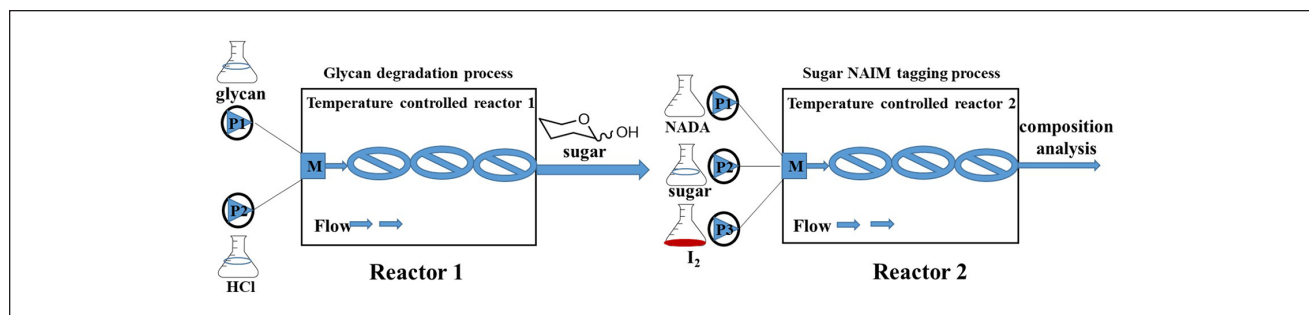 Glycan degradation process
glycan
Temperature controlled reactor 1
P1
M
O
OH
sugar
P2
Flow
HCl
Reactor 1
Sugar NAIM tagging process
NADA
P1
Temperature controlled reactor 2
composition
analysis
P2
M
sugar
P3
Flow
I2
Reactor 2